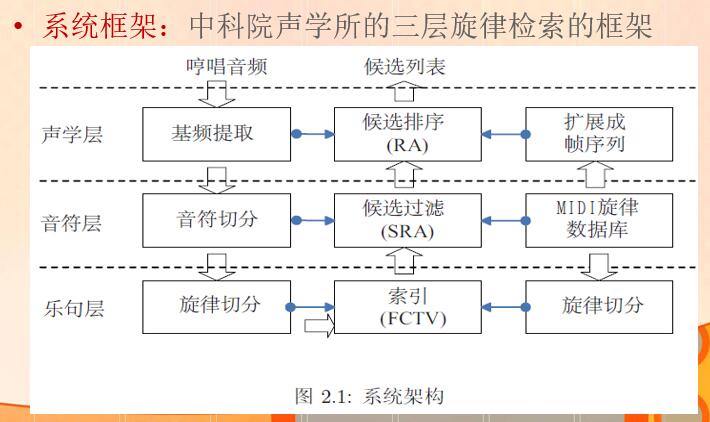 • 系统框架：中科院声学所的三层旋律检索的框架
哼唱音频
候选列表
声学层
基频提取
候选排序
(RA)
扩展成
帧序列
音符层
音符切分
候选过滤
(SRA)
MIDI旋律
数据库
乐句层
旋律切分
索引
(FCTV)
旋律切分
图 2.1: 系统架构